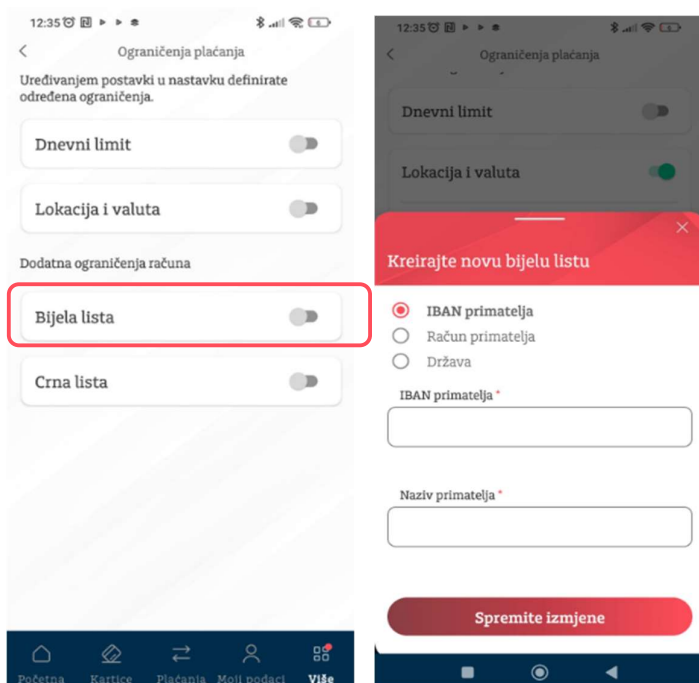 12:35
Ograničenja plaćanja
Uređivanjem postavki u nastavku definirate
određena ograničenja.
Dnevni limit
Lokacija i valuta
Dodatna ograničenja računa
Bijela lista
Crna lista
Početna
Kartice
Plaćanja
Moji podaci
Više
12:35
Ograničenja plaćanja
Dnevni limit
Lokacija i valuta
Kreirajte novu bijelu listu
IBAN primatelja
Račun primatelja
Država
IBAN primatelja *
Naziv primatelja *
Spremite izmjene